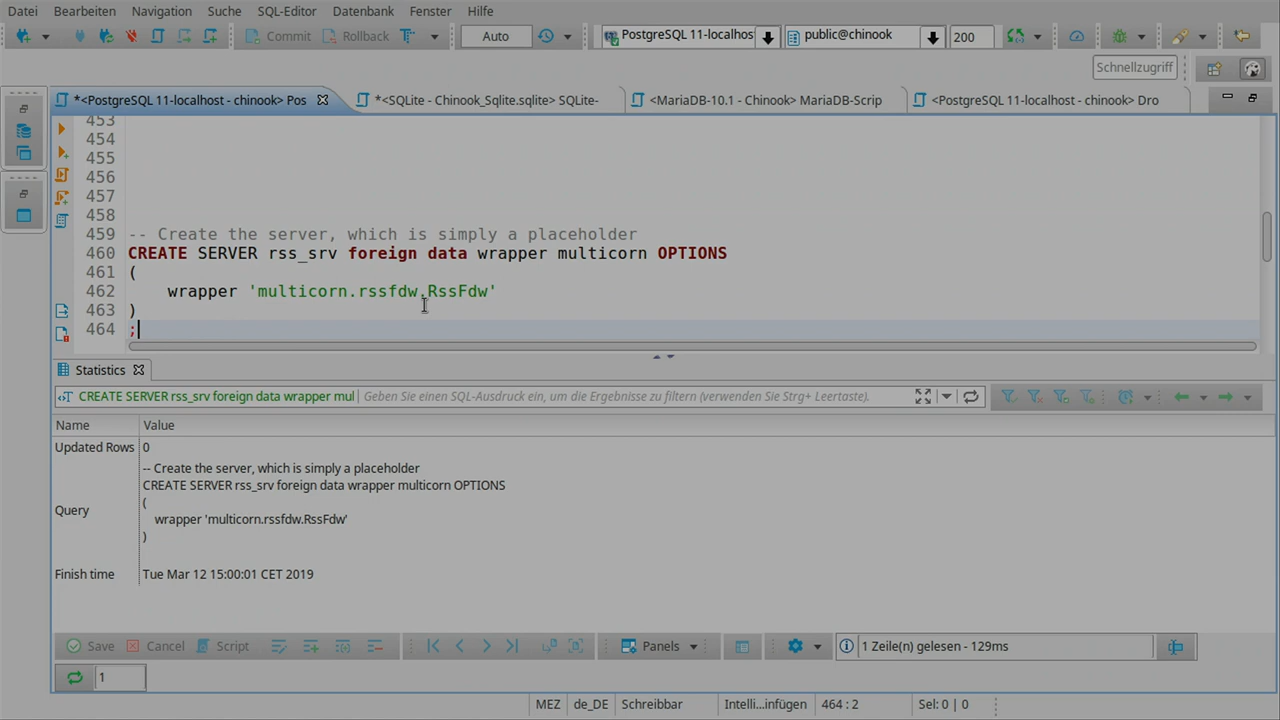 Datei Bearbeiten Navigation Suche SQL-Editor Datenbank Fenster Hilfe
Commit Rollback Auto PostgreSQL 11-localhost public@chinook 200
Schnellzugriff
*<PostgreSQL 11-localhost - chinook> Pos *<SQLite - Chinook_Sqlite.sqlite> SQLite- <MariaDB-10.1 - Chinook> MariaDB-Scrip <PostgreSQL 11-localhost - chinook> Dro
453
454
455
456
457
458
459 -- Create the server, which is simply a placeholder
460 CREATE SERVER rss_srv foreign data wrapper multicorn OPTIONS
461 (
462 wrapper 'multicorn.rssfdw.RssFdw'
463 )
464 ;
Statistics
CREATE SERVER rss_srv foreign data wrapper mul Geben Sie einen SQL-Ausdruck ein, um die Ergebnisse zu filtern (verwenden Sie Strg+ Leertaste).
Name Value
Updated Rows 0
-- Create the server, which is simply a placeholder
CREATE SERVER rss_srv foreign data wrapper multicorn OPTIONS
(
Query
wrapper 'multicorn.rssfdw.RssFdw'
)
Finish time Tue Mar 12 15:00:01 CET 2019
Save Cancel Script Panels 1 Zeile(n) gelesen - 129ms
1
MEZ de_DE Schreibbar Intelli...infügen 464 : 2 Sel: 0 | 0